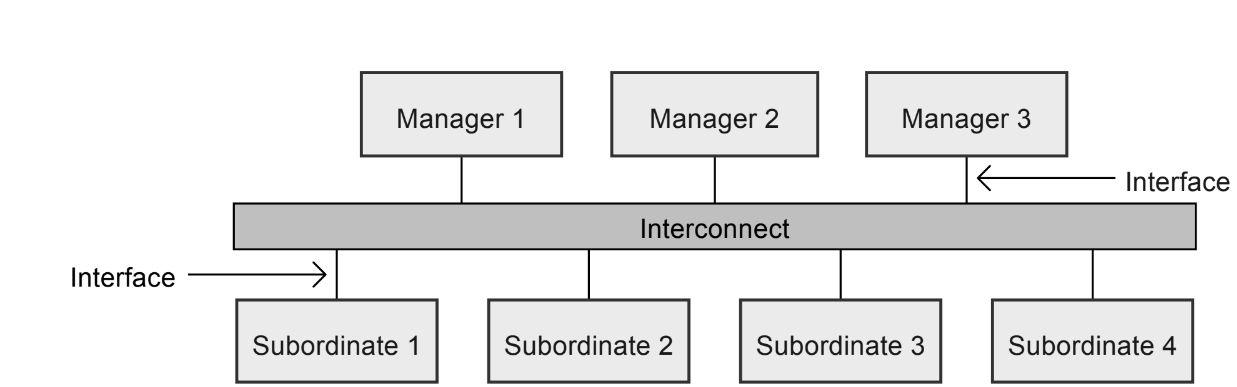 Manager 1
Manager 2
Manager 3
Interface
Interconnect
Interface
Subordinate 1
Subordinate 2
Subordinate 3
Subordinate 4